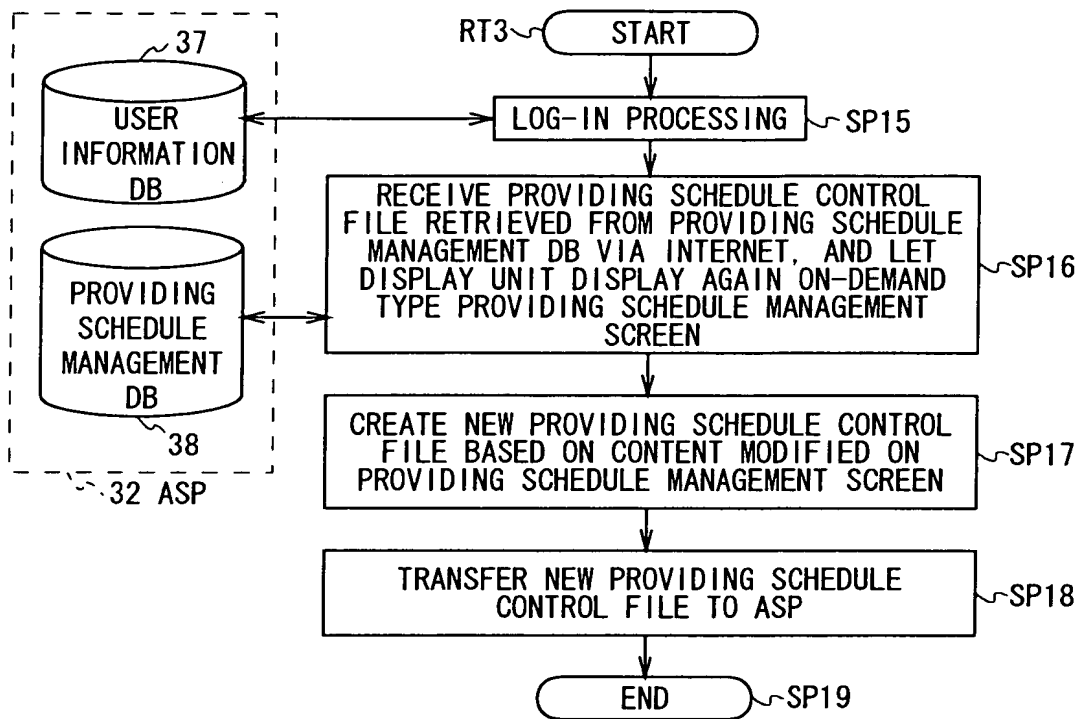 RT3
START
37
USER
INFORMATION
DB
LOG-IN PROCESSING
SP15
RECEIVE PROVIDING SCHEDULE CONTROL
FILE RETRIEVED FROM PROVIDING SCHEDULE
MANAGEMENT DB VIA INTERNET, AND LET
DISPLAY UNIT DISPLAY AGAIN ON-DEMAND
TYPE PROVIDING SCHEDULE MANAGEMENT
SCREEN
SP16
PROVIDING
SCHEDULE
MANAGEMENT
DB
38
32 ASP
CREATE NEW PROVIDING SCHEDULE CONTROL
FILE BASED ON CONTENT MODIFIED ON
PROVIDING SCHEDULE MANAGEMENT SCREEN
SP17
TRANSFER NEW PROVIDING SCHEDULE
CONTROL FILE TO ASP
SP18
END
SP19